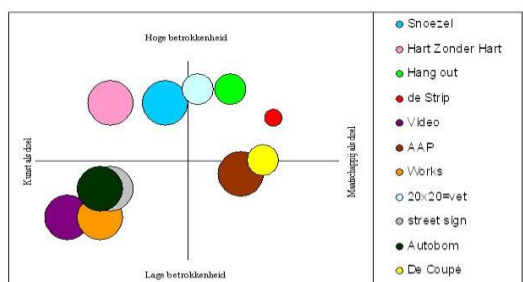 Hoge betrokkenheid
Kunst als doel
Maatschappij als doel
Lage betrokkenheid
Snoezel
Hart Zonder Hart
Hang out
de Strip
Video
AAP
Works
20x20=vet
street sign
Autobom
De Coupé